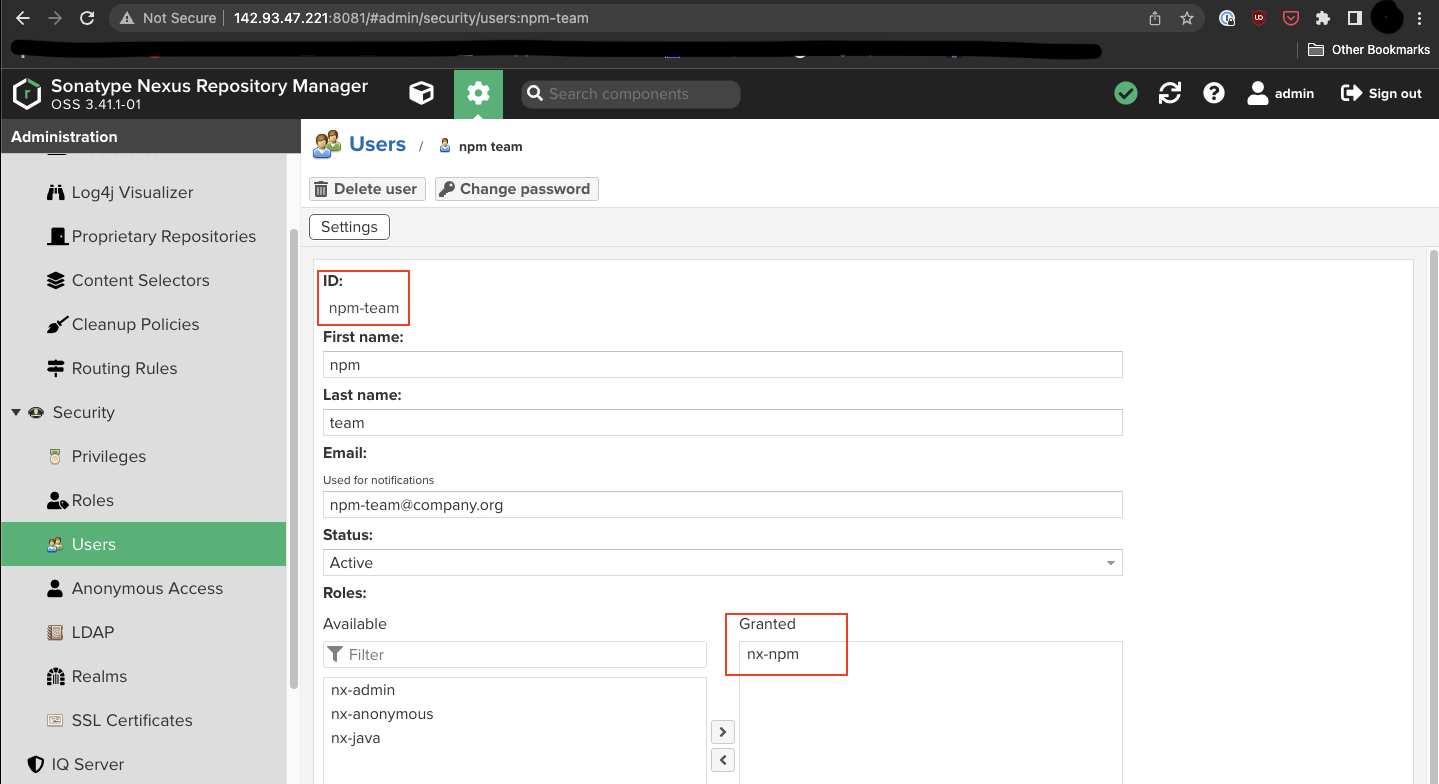 Not Secure 142.93.47.221:8081/#admin/security/users:npm-team
Other Bookmarks
Sonatype Nexus Repository Manager
OSS 3.41.1-01
Search components
admin
Sign out
Administration
Users / npm team
Delete user
Change password
Settings
Log4j Visualizer
Proprietary Repositories
Content Selectors
Cleanup Policies
Routing Rules
Security
Privileges
Roles
Users
Anonymous Access
LDAP
Realms
SSL Certificates
IQ Server
ID:
npm-team
First name:
npm
Last name:
team
Email:
Used for notifications
npm-team@company.org
Status:
Active
Roles:
Available
Granted
Filter
nx-npm
nx-admin
nx-anonymous
nx-java